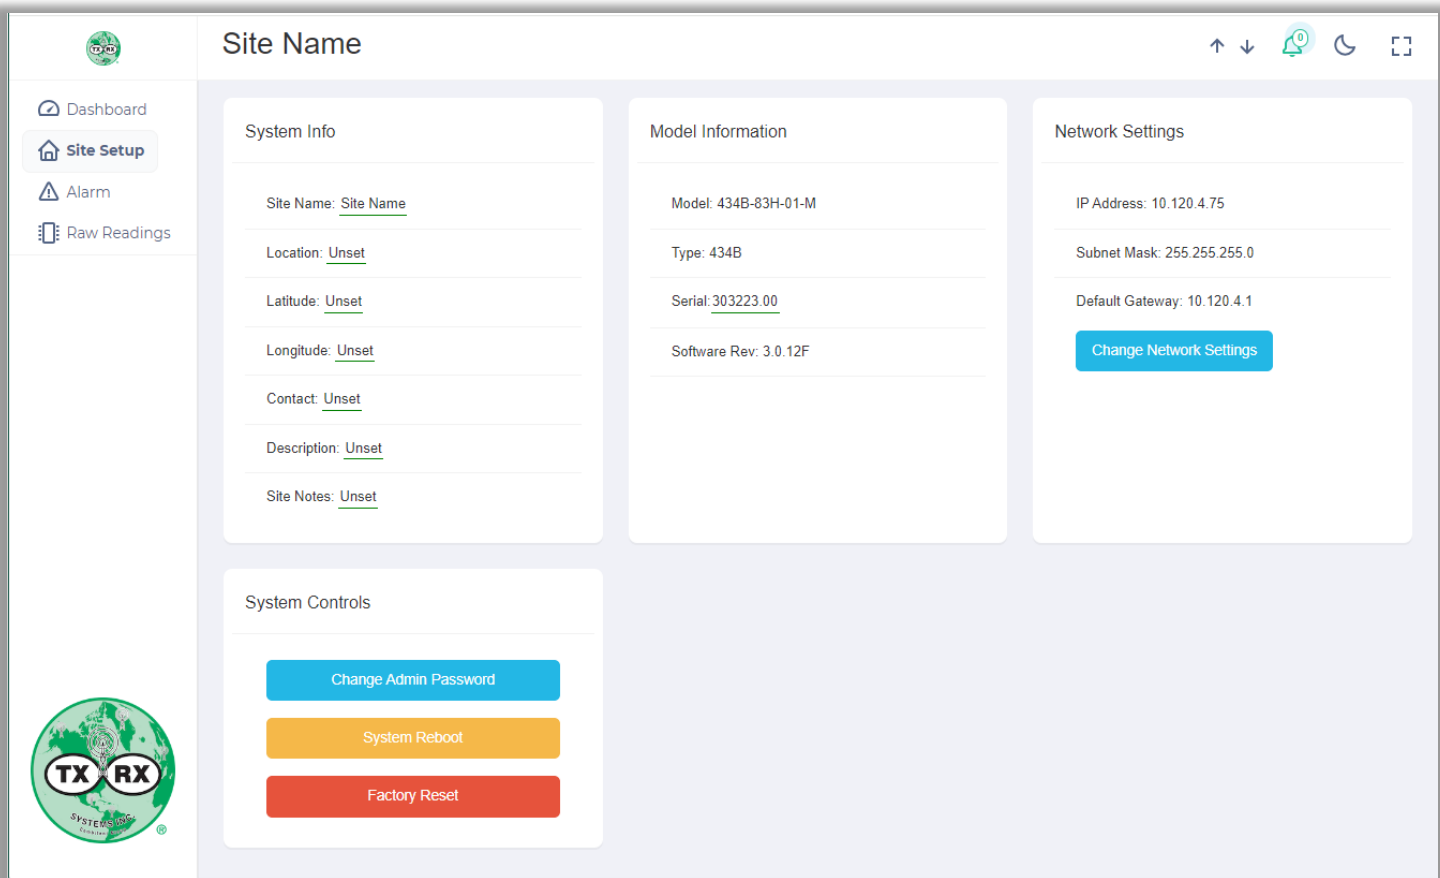 TX RX
Site Name
0
Dashboard
Site Setup
Alarm
Raw Readings
System Info
Site Name: Site Name
Location: Unset
Latitude: Unset
Longitude: Unset
Contact: Unset
Description: Unset
Site Notes: Unset
Model Information
Model: 434B-83H-01-M
Type: 434B
Serial: 303223.00
Software Rev: 3.0.12F
Network Settings
IP Address: 10.120.4.75
Subnet Mask: 255.255.255.0
Default Gateway: 10.120.4.1
Change Network Settings
System Controls
Change Admin Password
System Reboot
Factory Reset
TX RX
SYSTEMS INC.
®